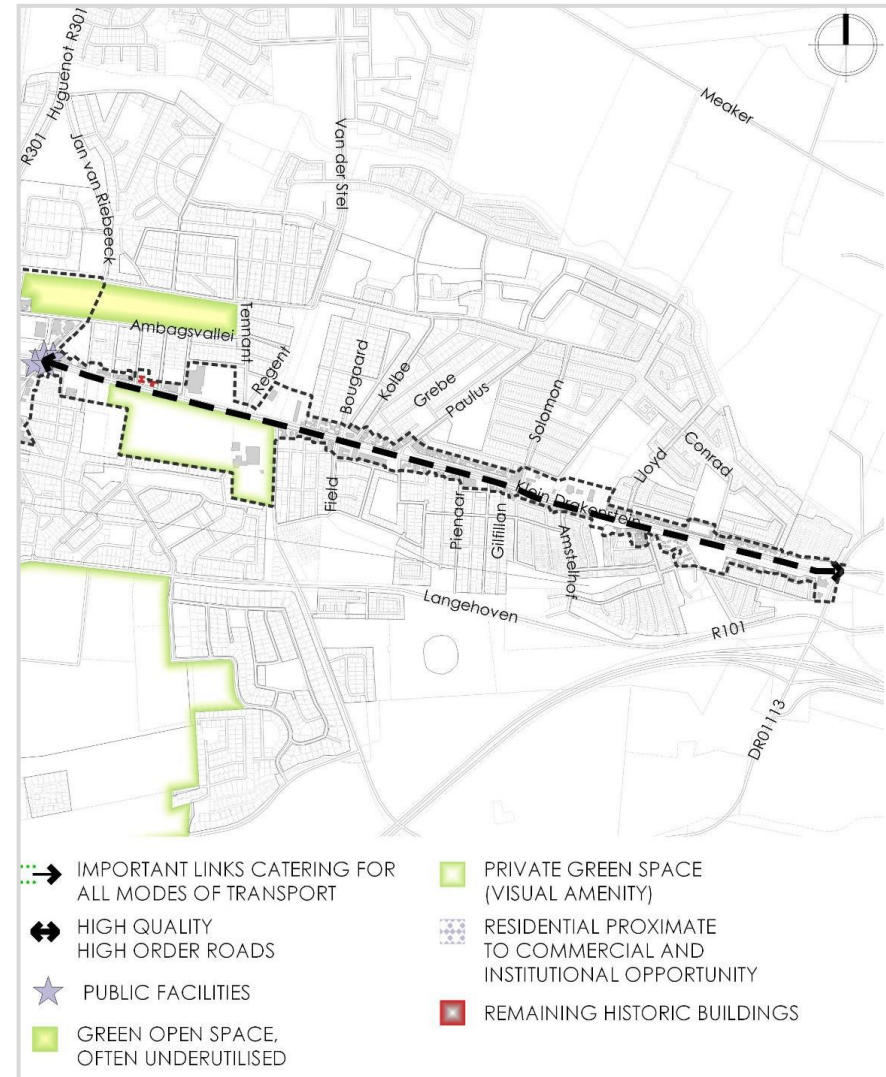 R301
Huguenot R301
R301
Jan van Riebeeck
Van der Stel
Meaker
Ambagsvallei
Tennant
Regent
Bougaard
Kolbe
Grebe
Paulus
Solomon
Lloyd
Conrad
Klein Drakenstein
Field
Pienaar
Gilfillan
Amstelhof
Langehoven
R101
DR01113
IMPORTANT LINKS CATERING FOR
ALL MODES OF TRANSPORT
HIGH QUALITY
HIGH ORDER ROADS
PUBLIC FACILITIES
GREEN OPEN SPACE,
OFTEN UNDERUTILISED
PRIVATE GREEN SPACE
(VISUAL AMENITY)
RESIDENTIAL PROXIMATE
TO COMMERCIAL AND
INSTITUTIONAL OPPORTUNITY
REMAINING HISTORIC BUILDINGS